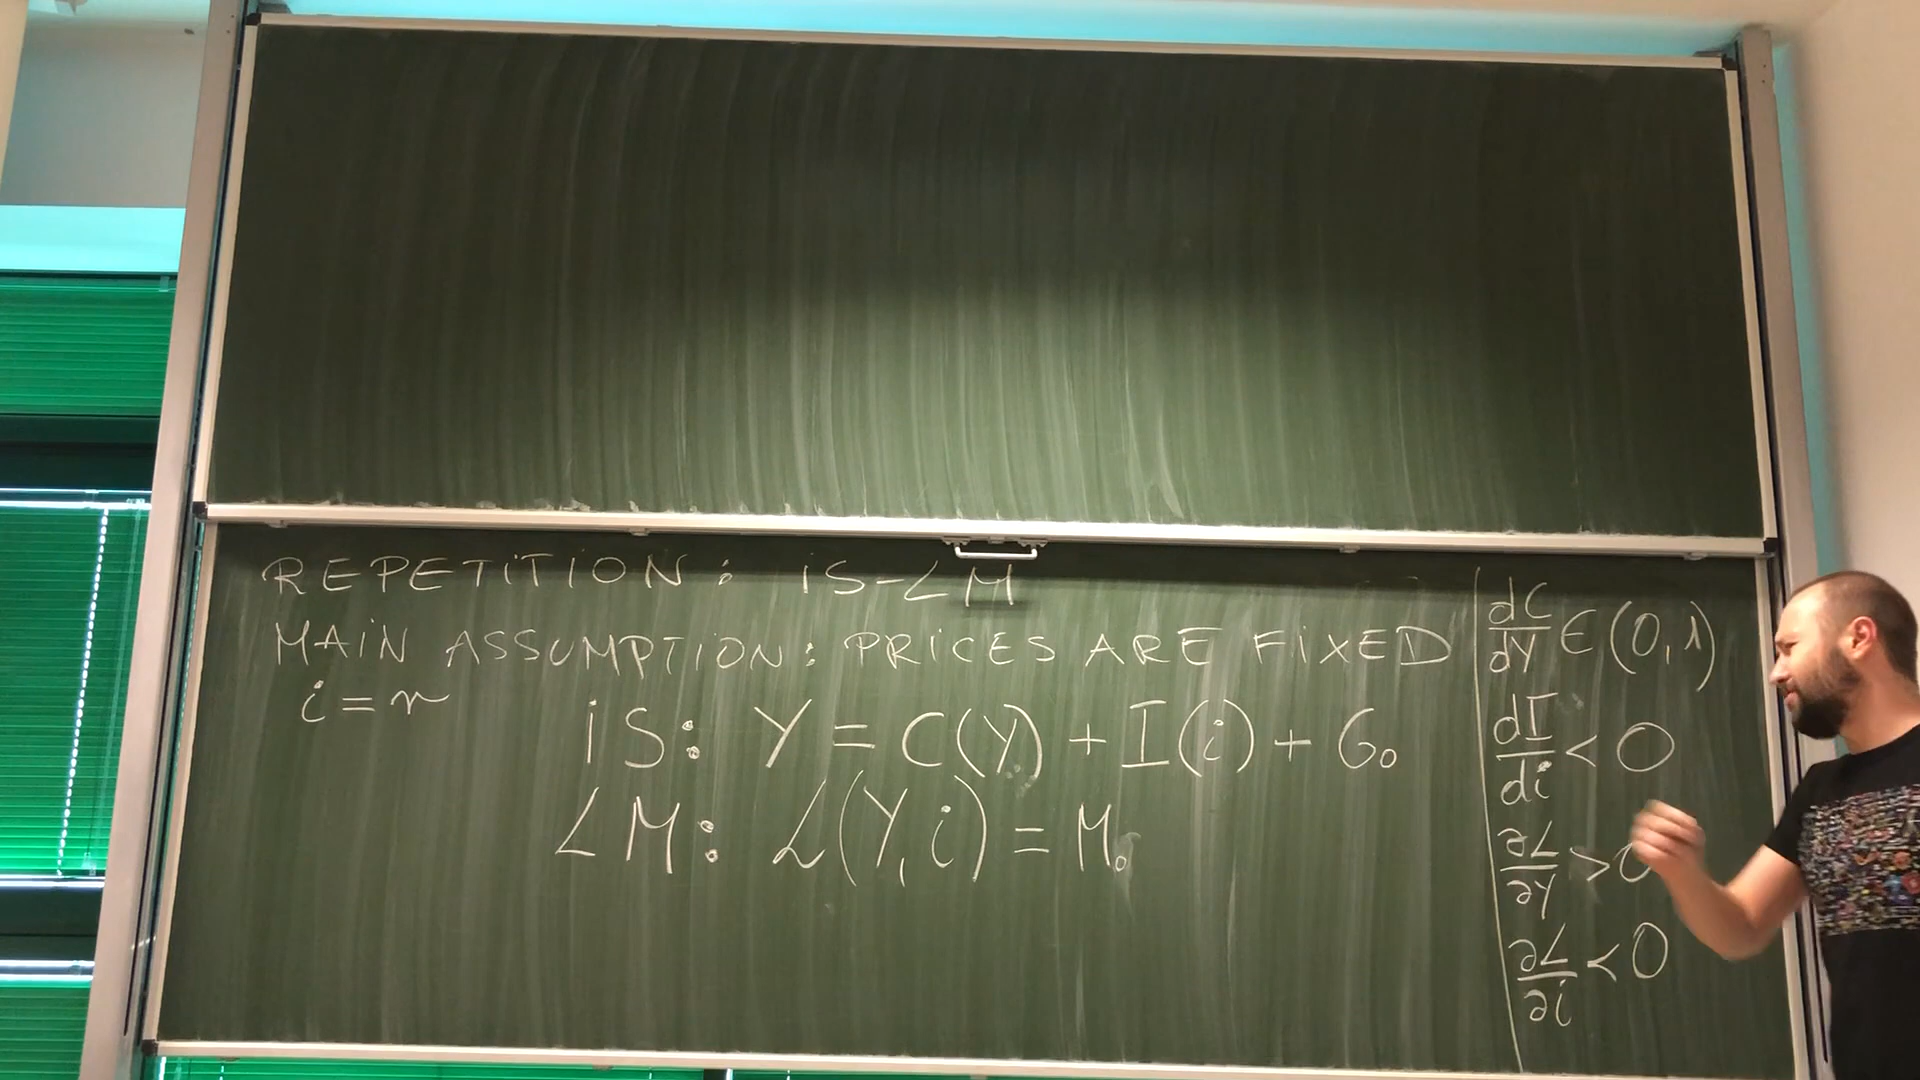 REPETITION: IS-LM
MAIN ASSUMPTION: PRICES ARE FIXED
i = r
IS: Y = C(Y) + I(i) + G₀
LM: L(Y, i) = M₀
dC/dY ∈ (0,1)
dI/di < 0
∂L/∂Y > 0
∂L/∂i < 0